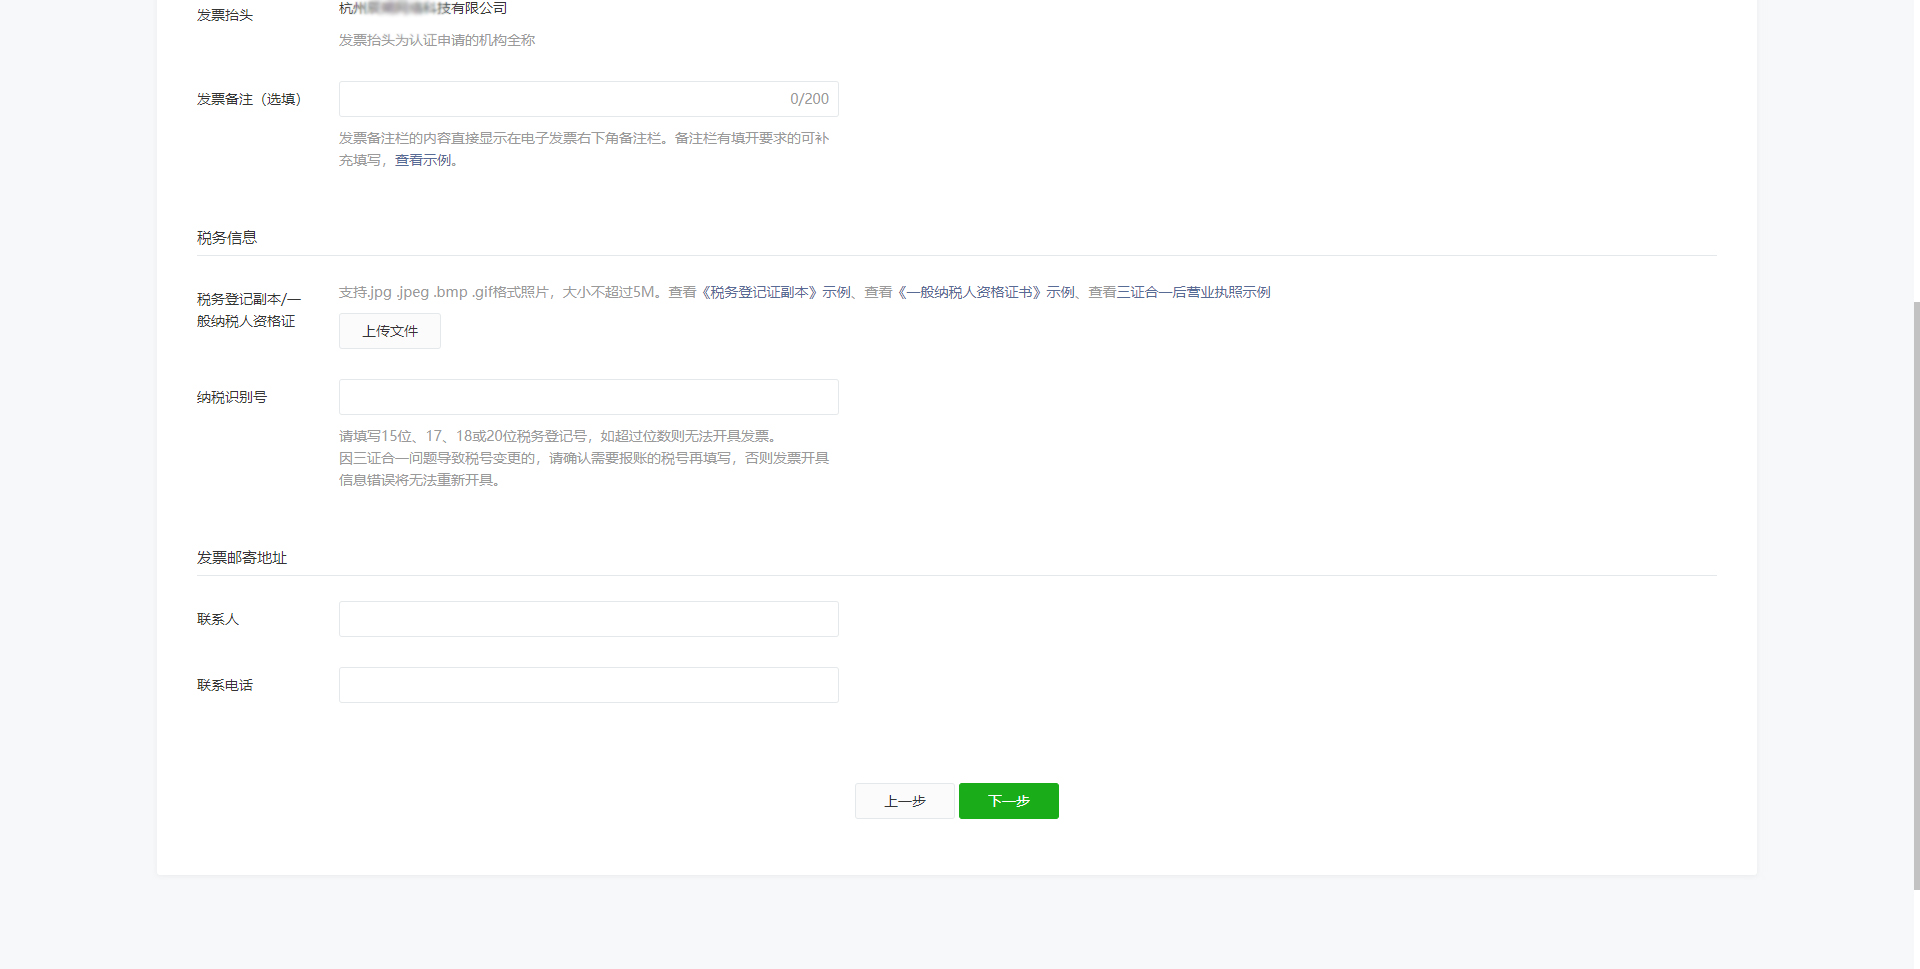 发票抬头
杭州 科技有限公司
发票抬头为认证申请的机构全称
发票备注（选填）
0/200
发票备注栏的内容直接显示在电子发票右下角备注栏。备注栏有填开要求的可补
充填写，查看示例。
税务信息
税务登记副本/一
般纳税人资格证
支持.jpg .jpeg .bmp .gif格式照片，大小不超过5M。查看《税务登记证副本》示例、查看《一般纳税人资格证书》示例、查看三证合一后营业执照示例
上传文件
纳税识别号
请填写15位、17、18或20位税务登记号，如超过位数则无法开具发票。
因三证合一问题导致税号变更的，请确认需要报账的税号再填写，否则发票开具
信息错误将无法重新开具。
发票邮寄地址
联系人
联系电话
上一步 下一步